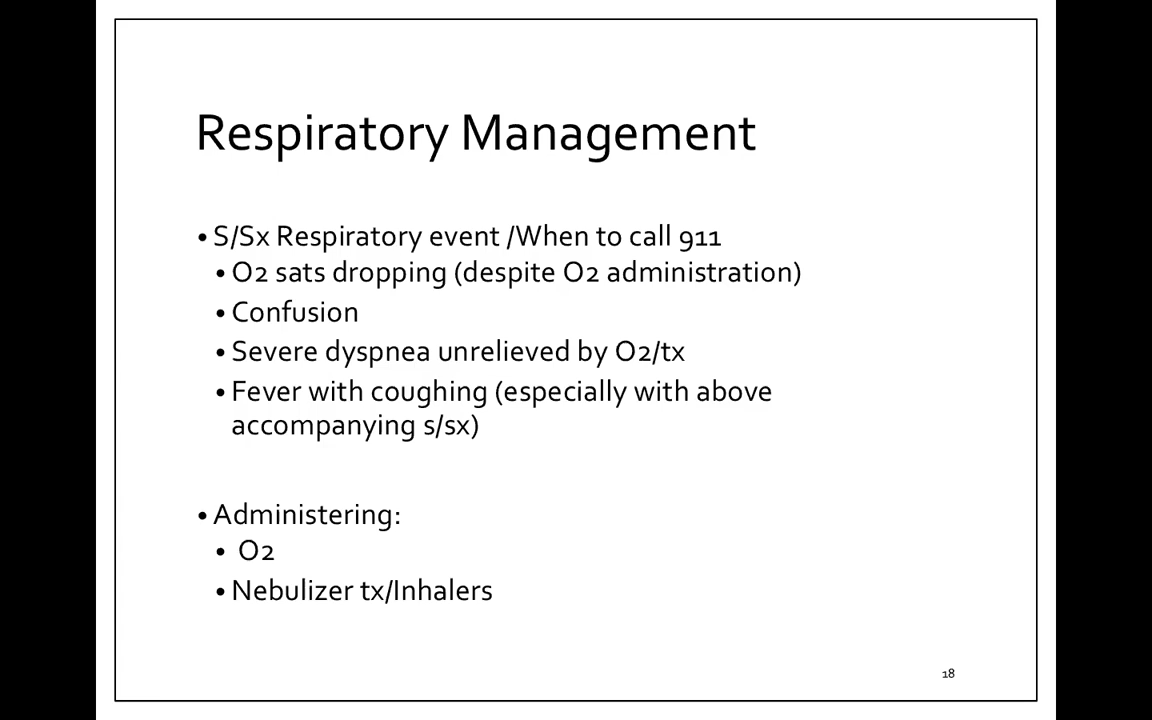 Respiratory Management
• S/Sx Respiratory event /When to call 911
• O2 sats dropping (despite O2 administration)
• Confusion
• Severe dyspnea unrelieved by O2/tx
• Fever with coughing (especially with above
accompanying s/sx)
• Administering:
• O2
• Nebulizer tx/Inhalers
18